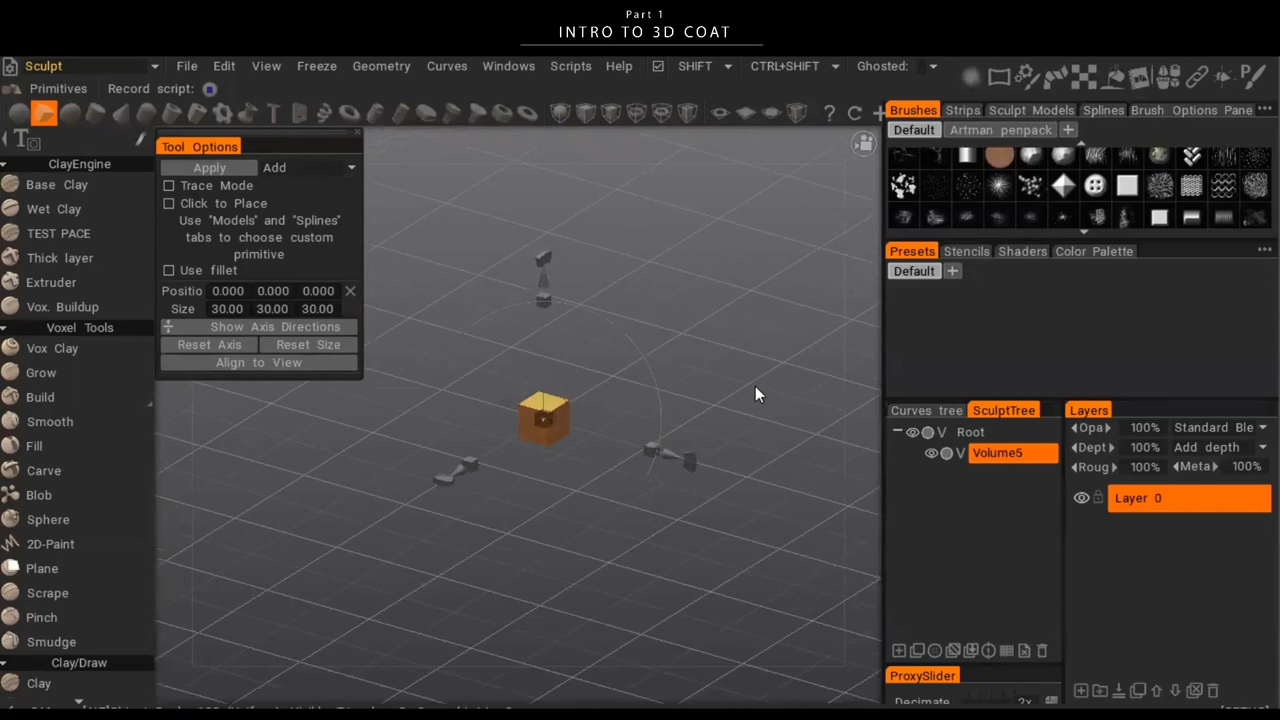 Part 1
INTRO TO 3D COAT
Sculpt File Edit View Freeze Geometry Curves Windows Scripts Help SHIFT CTRL+SHIFT Ghosted:
Primitives Record script:
Brushes Strips Sculpt Models Splines Brush Options Pane
Default Artman penpack
Tool Options
Apply Add
Trace Mode
Click to Place
Use "Models" and "Splines"
tabs to choose custom
primitive
Use fillet
Positio 0.000 0.000 0.000
Size 30.00 30.00 30.00
Show Axis Directions
Reset Axis Reset Size
Align to View
ClayEngine
Base Clay
Wet Clay
TEST PACE
Thick layer
Extruder
Vox. Buildup
Voxel Tools
Vox Clay
Grow
Build
Smooth
Fill
Carve
Blob
Sphere
2D-Paint
Plane
Scrape
Pinch
Smudge
Clay/Draw
Clay
Presets Stencils Shaders Color Palette
Default
Curves tree SculptTree
Root
V Volume5
Layers
Opa 100% Standard Ble
Dept 100% Add depth
Roug 100% Meta 100%
Layer 0
ProxySlider
Decimate 2x